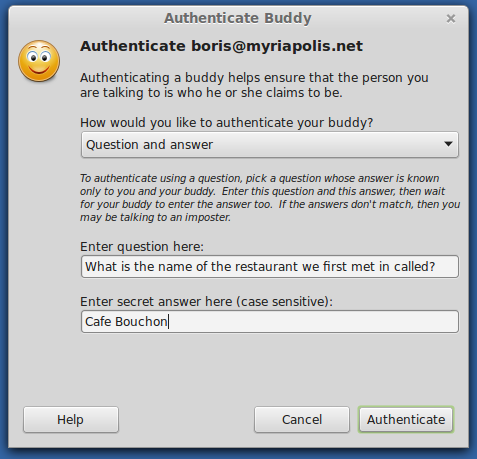 Authenticate Buddy
Authenticate boris@myriapolis.net
Authenticating a buddy helps ensure that the person you
are talking to is who he or she claims to be.
How would you like to authenticate your buddy?
Question and answer
To authenticate using a question, pick a question whose answer is known
only to you and your buddy.  Enter this question and this answer, then wait
for your buddy to enter the answer too.  If the answers don't match, then you
may be talking to an imposter.
Enter question here:
What is the name of the restaurant we first met in called?
Enter secret answer here (case sensitive):
Cafe Bouchon
Help Cancel Authenticate